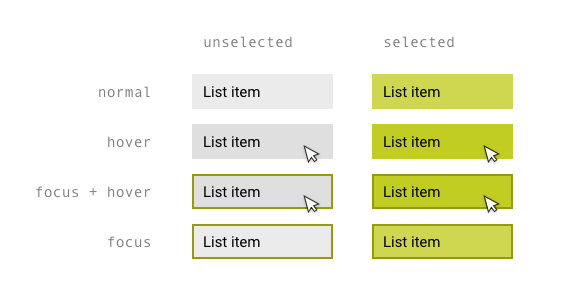 unselected selected
normal List item List item
hover List item List item
focus + hover List item List item
focus List item List item